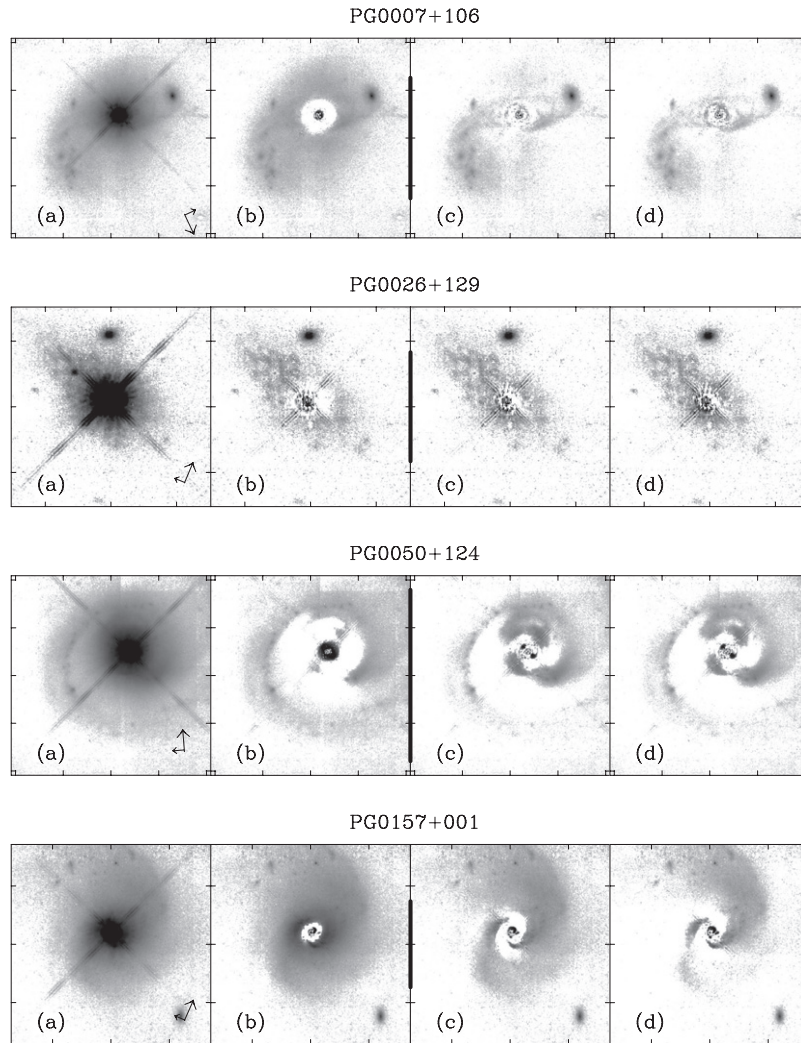 PG0007+106
(a) (b) (c) (d)
PG0026+129
(a) (b) (c) (d)
PG0050+124
(a) (b) (c) (d)
PG0157+001
(a) (b) (c) (d)